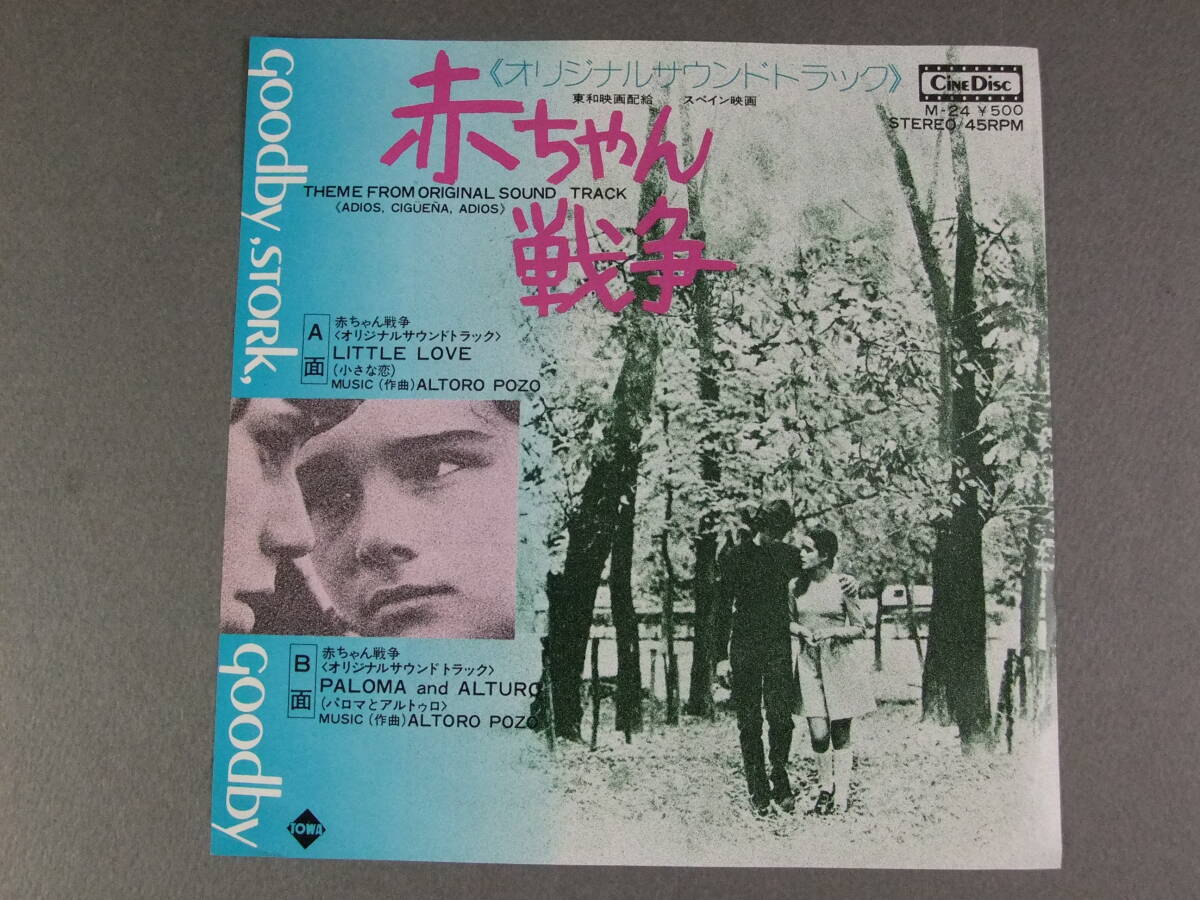 《オリジナルサウンドトラック》
東和映画配給 スペイン映画
CINE DISC
M-24 ¥500
STEREO/45RPM
赤ちゃん
戦争
THEME FROM ORIGINAL SOUND TRACK
〈ADIOS, CIGÜEÑA, ADIOS〉
GOODBY, STORK,
GOODBY
A面
赤ちゃん戦争
〈オリジナルサウンドトラック〉
LITTLE LOVE
(小さな恋)
MUSIC (作曲) ALTORO POZO
B面
赤ちゃん戦争
〈オリジナルサウンドトラック〉
PALOMA and ALTURO
(パロマとアルトゥロ)
MUSIC (作曲) ALTORO POZO
TOWA